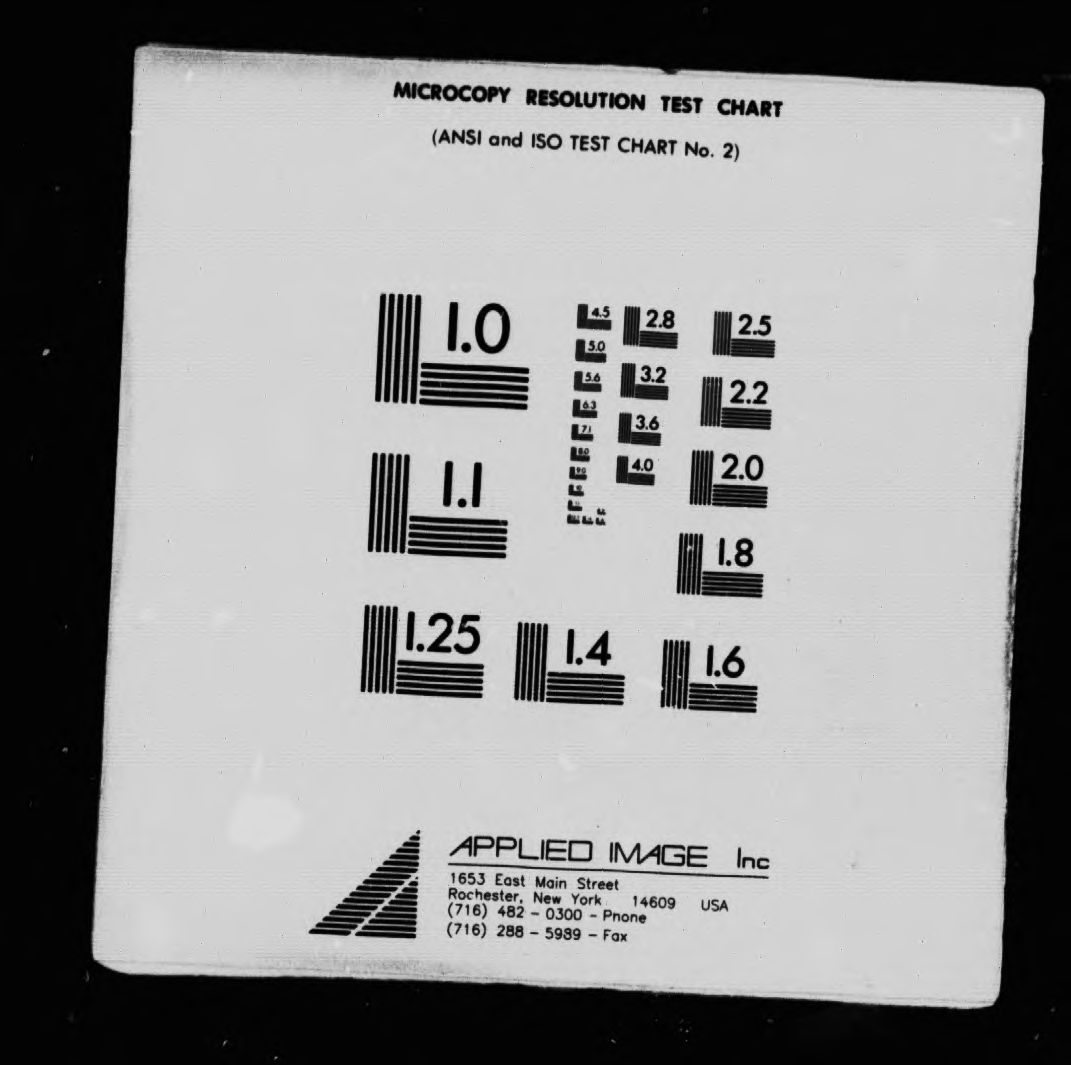 MICROCOPY RESOLUTION TEST CHART
(ANSI and ISO TEST CHART No. 2)
1.0
1.1
1.25
1.4
1.6
1.8
2.0
2.2
2.5
2.8
3.2
3.6
4.0
4.5
5.0
5.6
6.3
7.1
8.0
9.0
APPLIED IMAGE Inc
1653 East Main Street
Rochester, New York 14609 USA
(716) 482 - 0300 - Phone
(716) 288 - 5989 - Fax